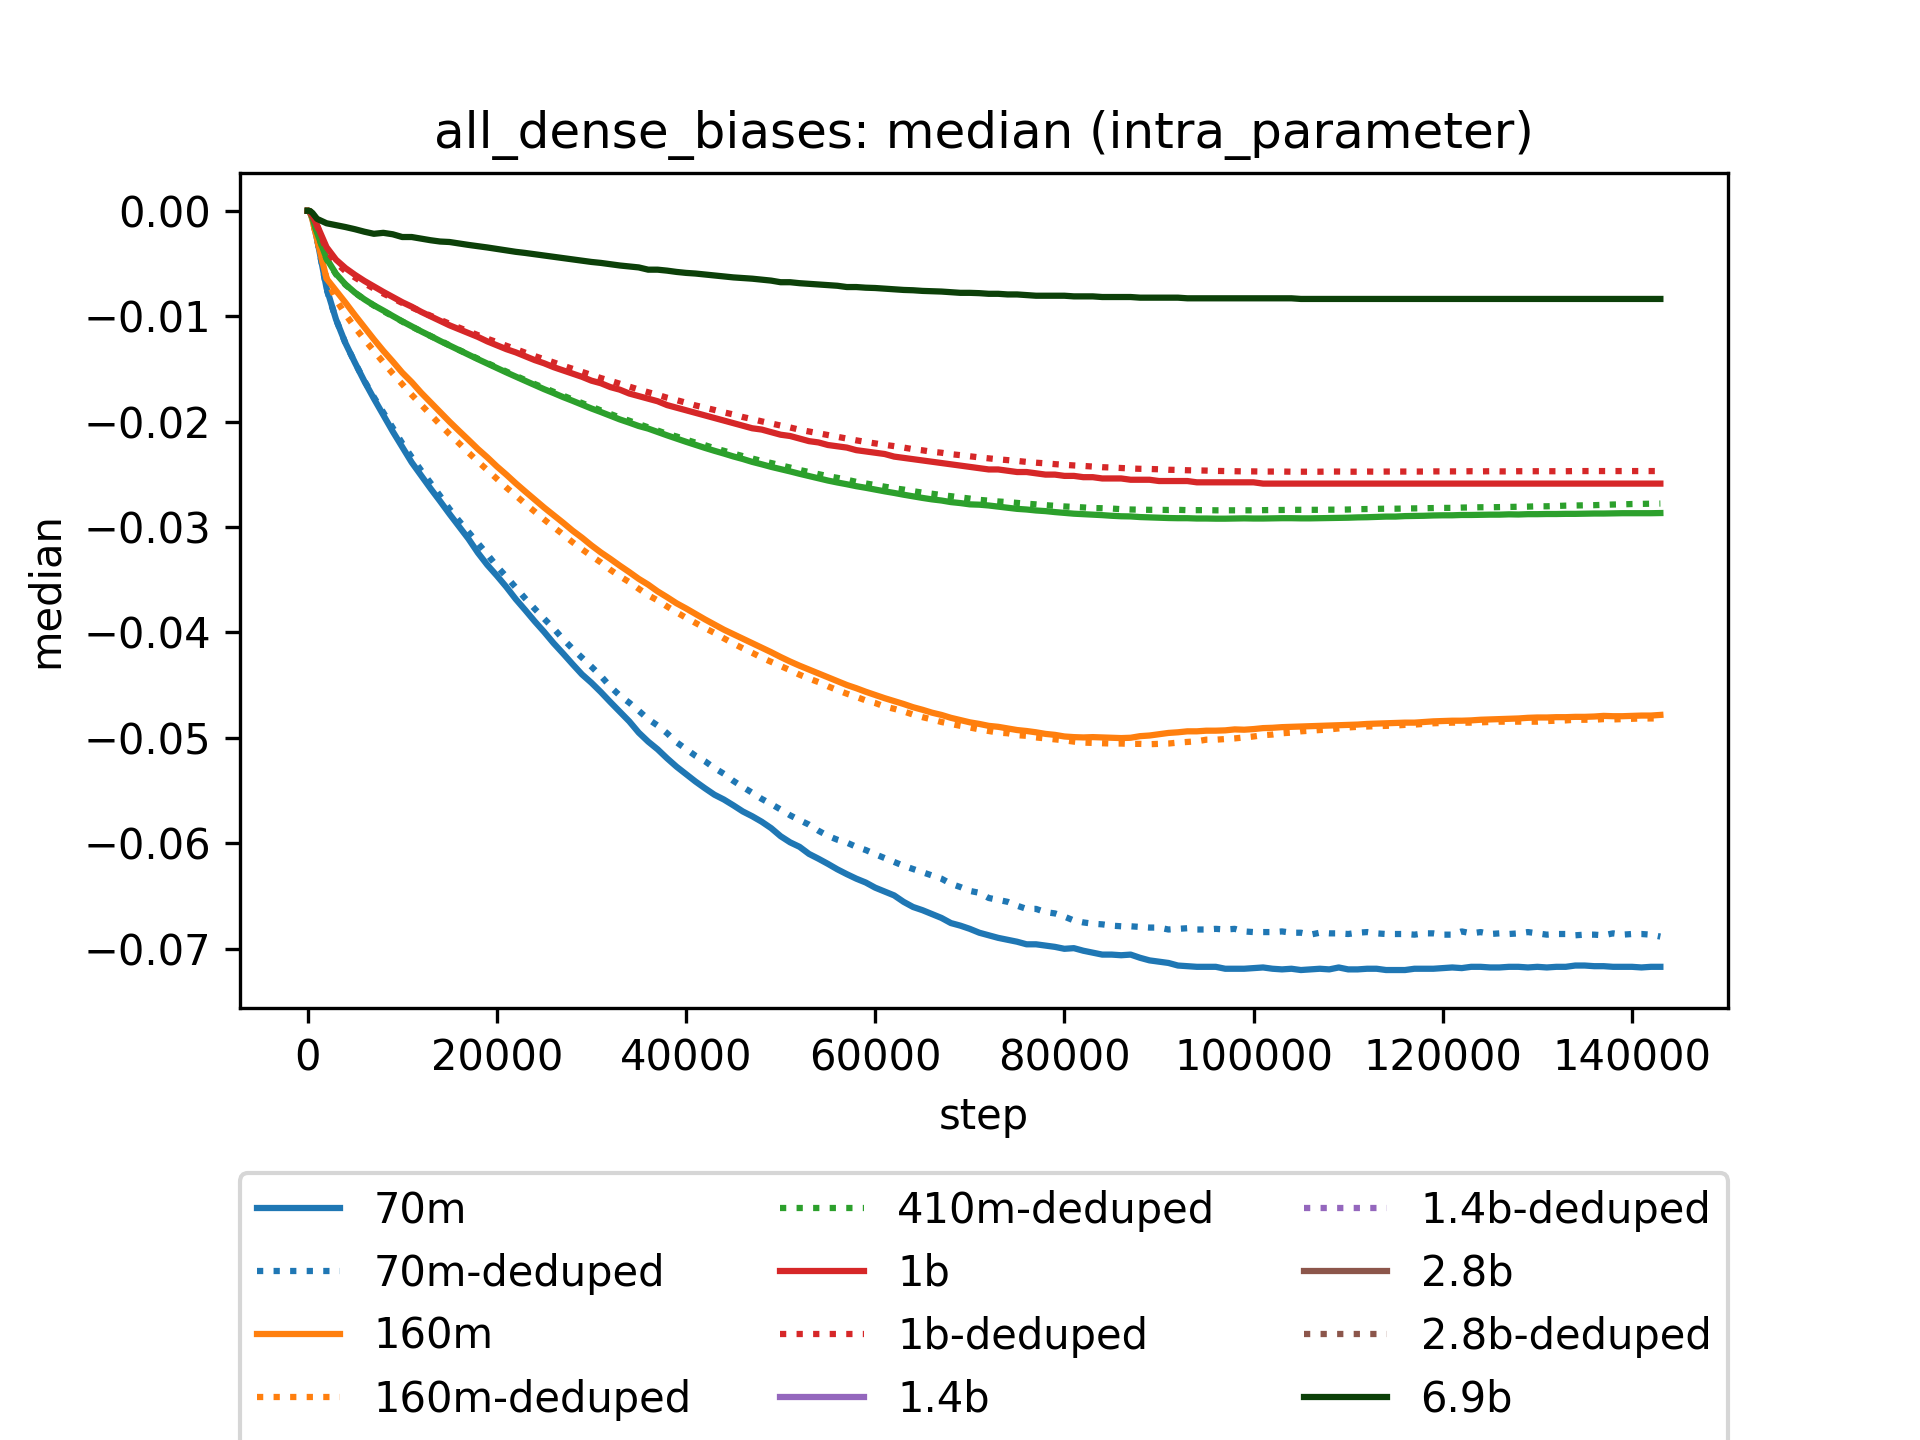 all_dense_biases: median (intra_parameter)
0.00
−0.01
−0.02
−0.03
−0.04
−0.05
−0.06
−0.07
median
0 20000 40000 60000 80000 100000 120000 140000
step
70m
70m-deduped
160m
160m-deduped
410m-deduped
1b
1b-deduped
1.4b
1.4b-deduped
2.8b
2.8b-deduped
6.9b